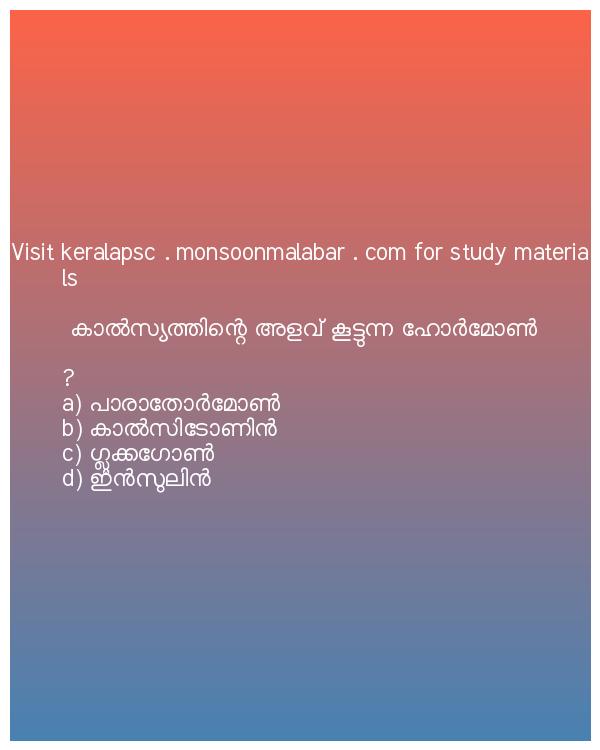 Visit keralapsc . monsoonmalabar . com for study materia
ls
കാൽസ്യത്തിന്റെ അളവ് കൂട്ടുന്ന ഹോർമോൺ
?
a) പാരാതോർമോൺ
b) കാൽസിടോണിൻ
c) ഗ്ലൂക്കഗോൺ
d) ഇൻസുലിൻ